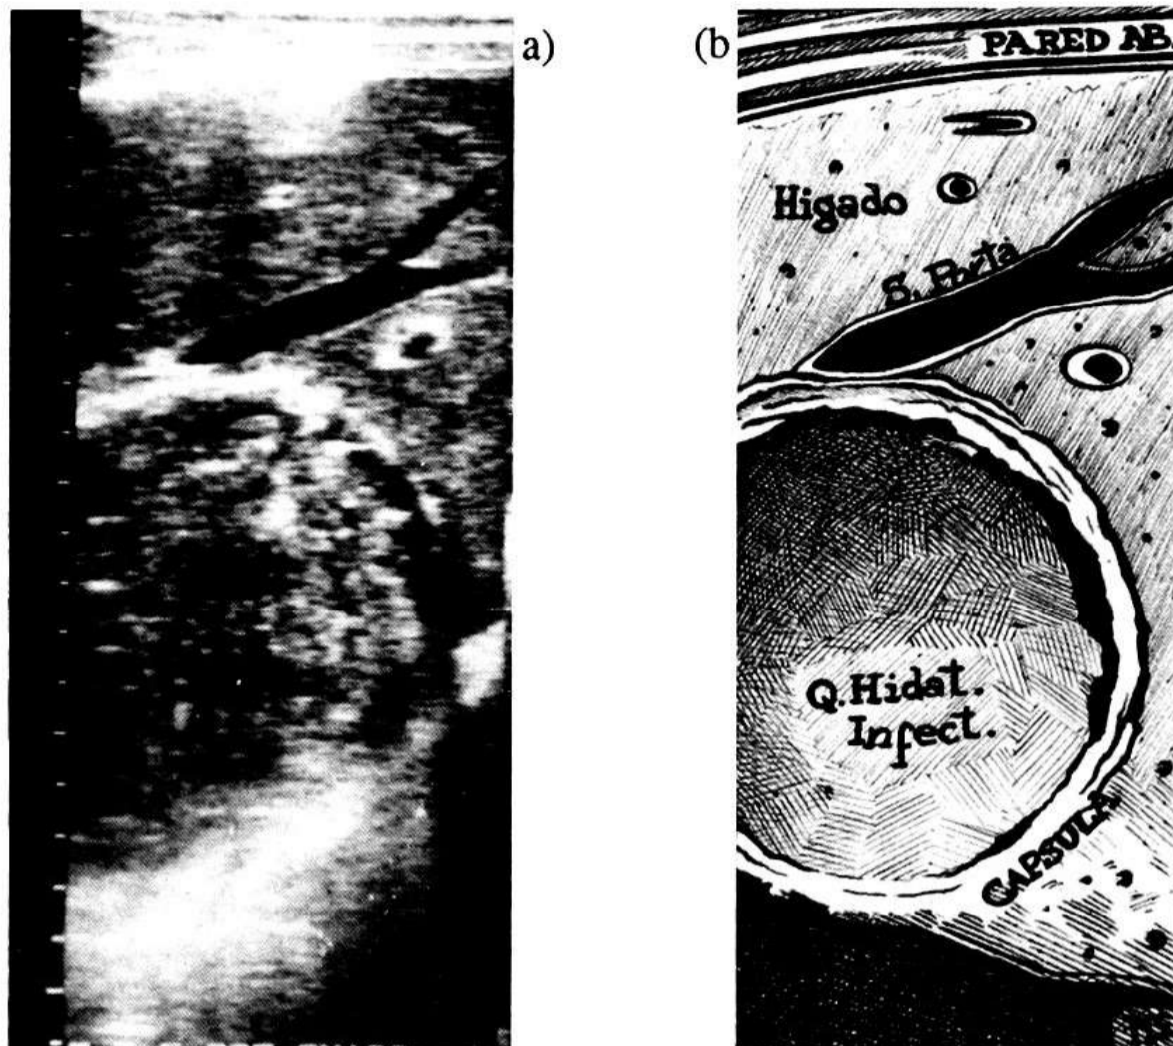 a)
(b
PARED AB
Higado
S. Porta
Q. Hidat.
Infect.
CAPSULA